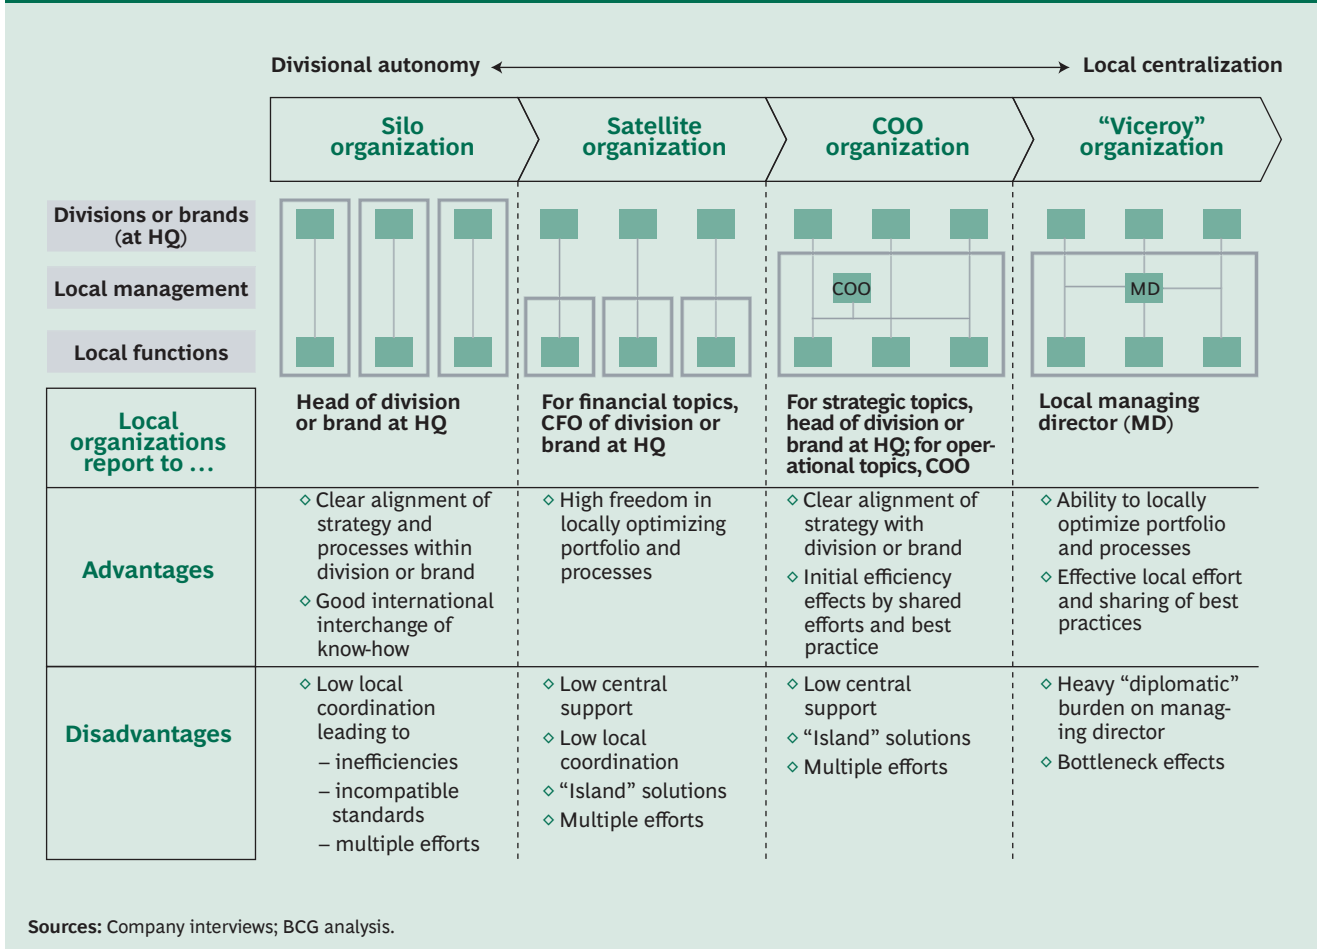 Divisional autonomy
Local centralization
Silo
organization
Satellite
organization
COO
organization
“Viceroy”
organization
Divisions or brands
(at HQ)
Local management
Local functions
COO
MD
Local
organizations
report to …
Head of division
or brand at HQ
For financial topics,
CFO of division or
brand at HQ
For strategic topics,
head of division or
brand at HQ; for oper-
ational topics, COO
Local managing
director (MD)
Advantages
◇ Clear alignment of
strategy and
processes within
division or brand
◇ Good international
interchange of
know-how
◇ High freedom in
locally optimizing
portfolio and
processes
◇ Clear alignment of
strategy with
division or brand
◇ Initial efficiency
effects by shared
efforts and best
practice
◇ Ability to locally
optimize portfolio
and processes
◇ Effective local effort
and sharing of best
practices
Disadvantages
◇ Low local
coordination
leading to
– inefficiencies
– incompatible
standards
– multiple efforts
◇ Low central
support
◇ Low local
coordination
◇ “Island” solutions
◇ Multiple efforts
◇ Low central
support
◇ “Island” solutions
◇ Multiple efforts
◇ Heavy “diplomatic”
burden on manag-
ing director
◇ Bottleneck effects
Sources: Company interviews; BCG analysis.